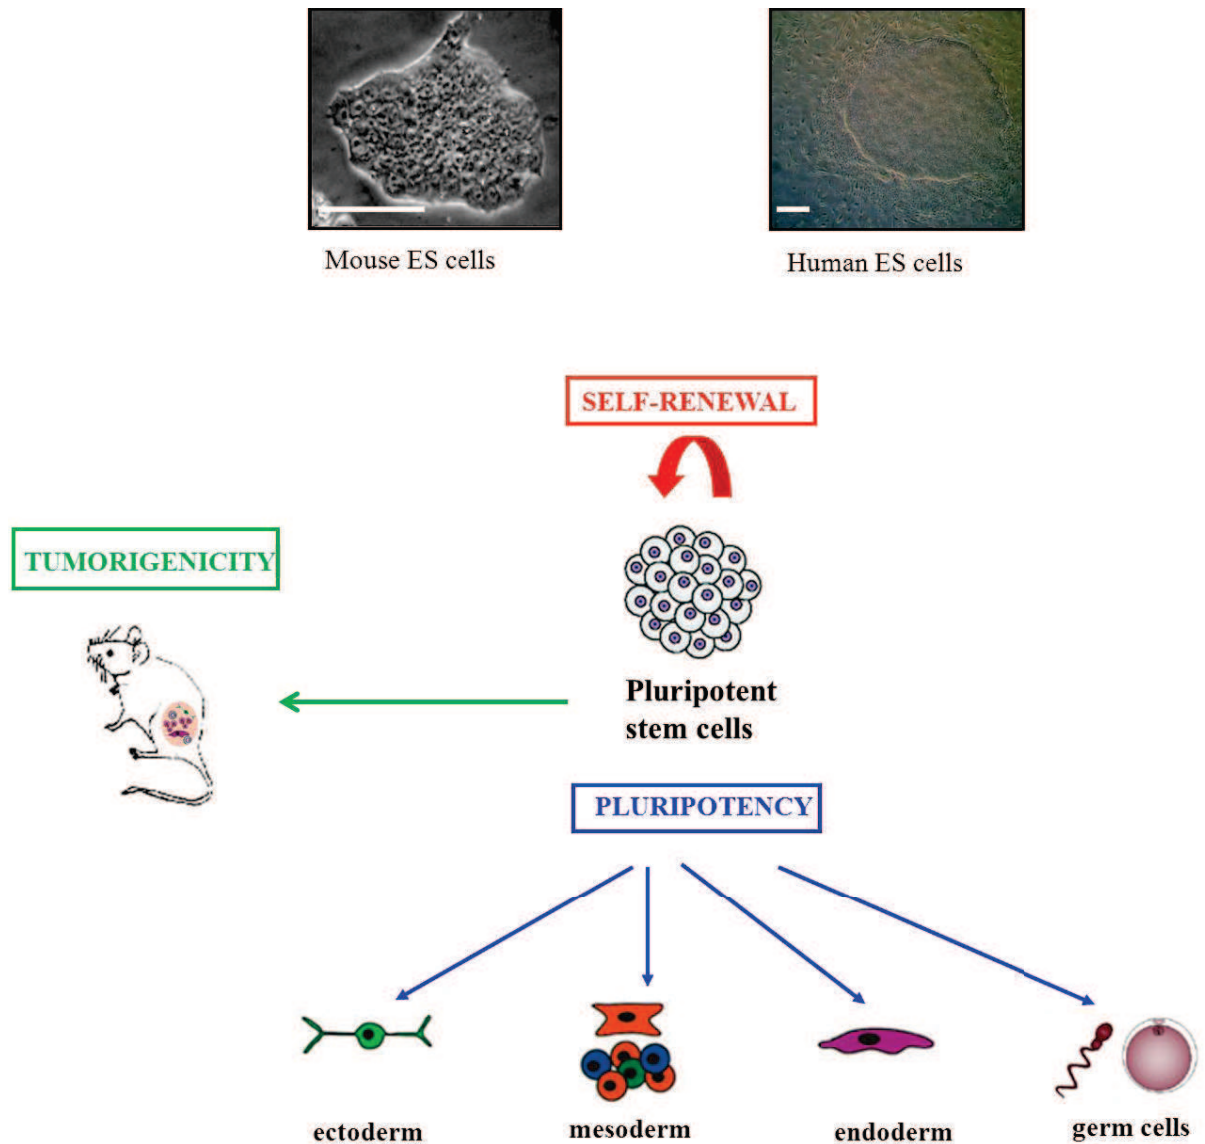 Mouse ES cells
Human ES cells
SELF-RENEWAL
TUMORIGENICITY
Pluripotent
stem cells
PLURIPOTENCY
ectoderm
mesoderm
endoderm
germ cells